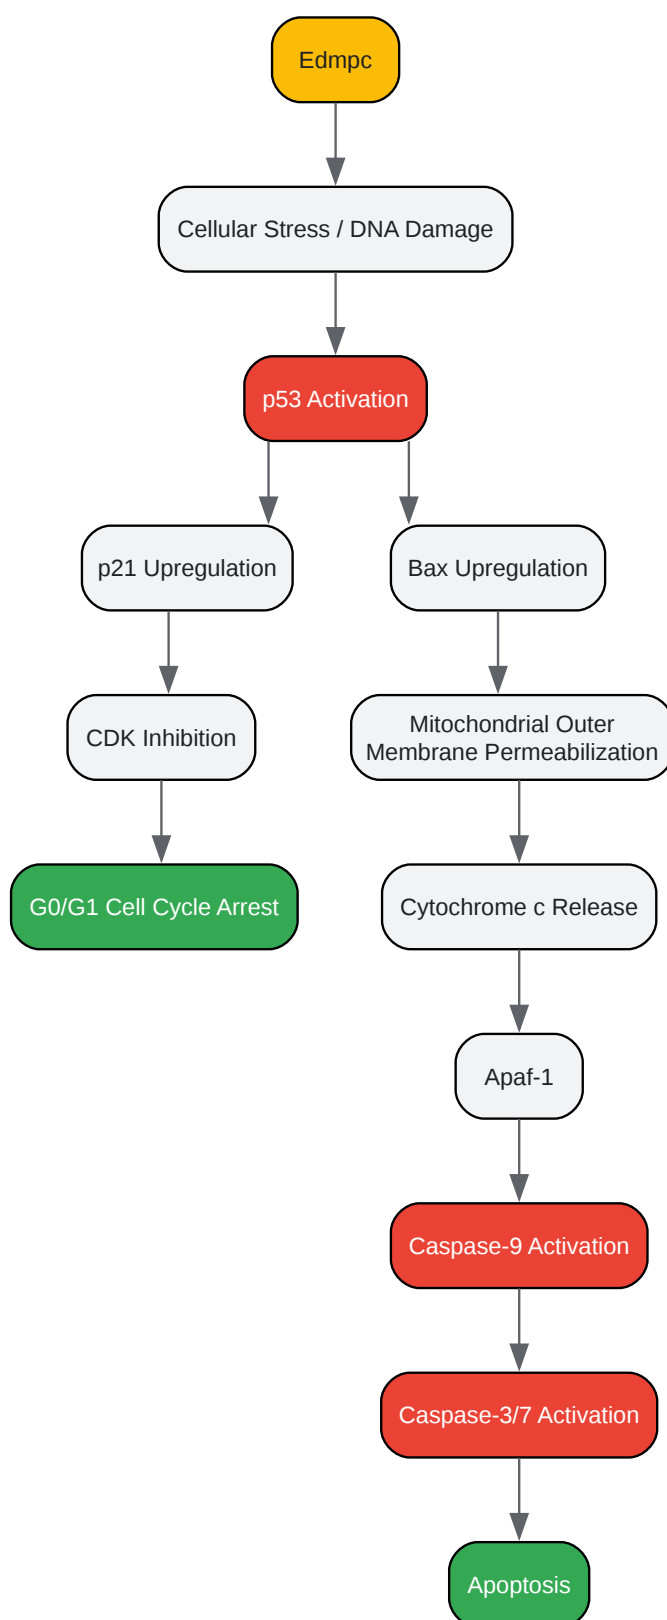 Edmpc
Cellular Stress / DNA Damage
p53 Activation
p21 Upregulation
Bax Upregulation
CDK Inhibition
Mitochondrial Outer
Membrane Permeabilization
G0/G1 Cell Cycle Arrest
Cytochrome c Release
Apaf-1
Caspase-9 Activation
Caspase-3/7 Activation
Apoptosis